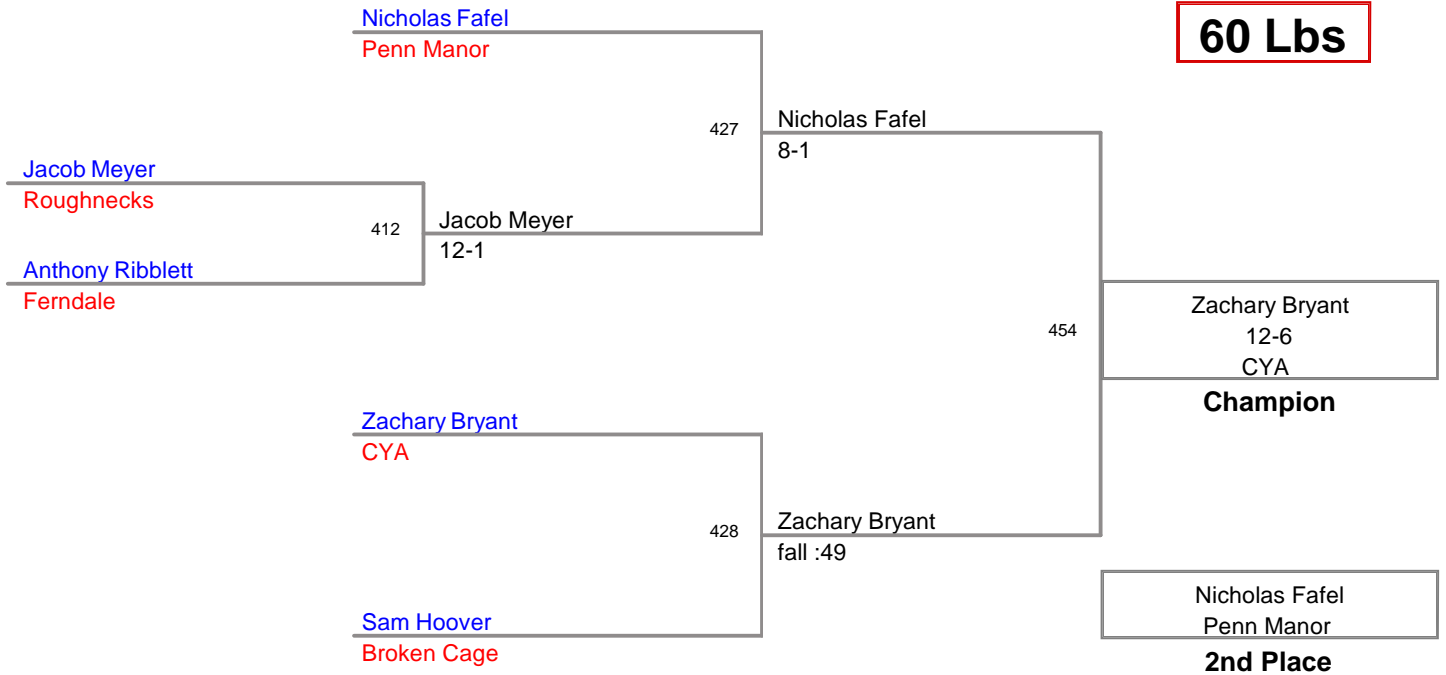 Nicholas Fafel
Penn Manor
60 Lbs
427
Nicholas Fafel
8-1
Jacob Meyer
Roughnecks
412
Jacob Meyer
12-1
Anthony Ribblett
Ferndale
454
Zachary Bryant
12-6
CYA
Champion
Zachary Bryant
CYA
428
Zachary Bryant
fall :49
Sam Hoover
Broken Cage
Nicholas Fafel
Penn Manor
2nd Place